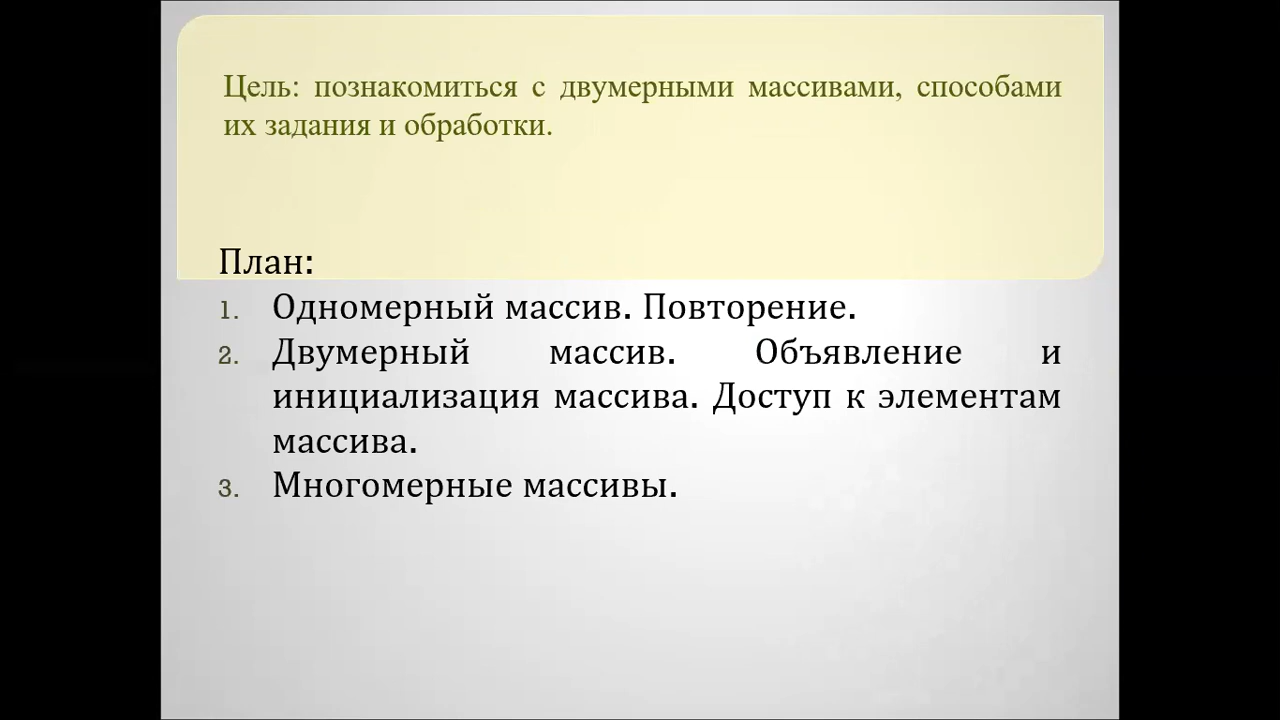 Цель: познакомиться с двумерными массивами, способами
их задания и обработки.
План:
1. Одномерный массив. Повторение.
2. Двумерный массив. Объявление и
инициализация массива. Доступ к элементам
массива.
3. Многомерные массивы.